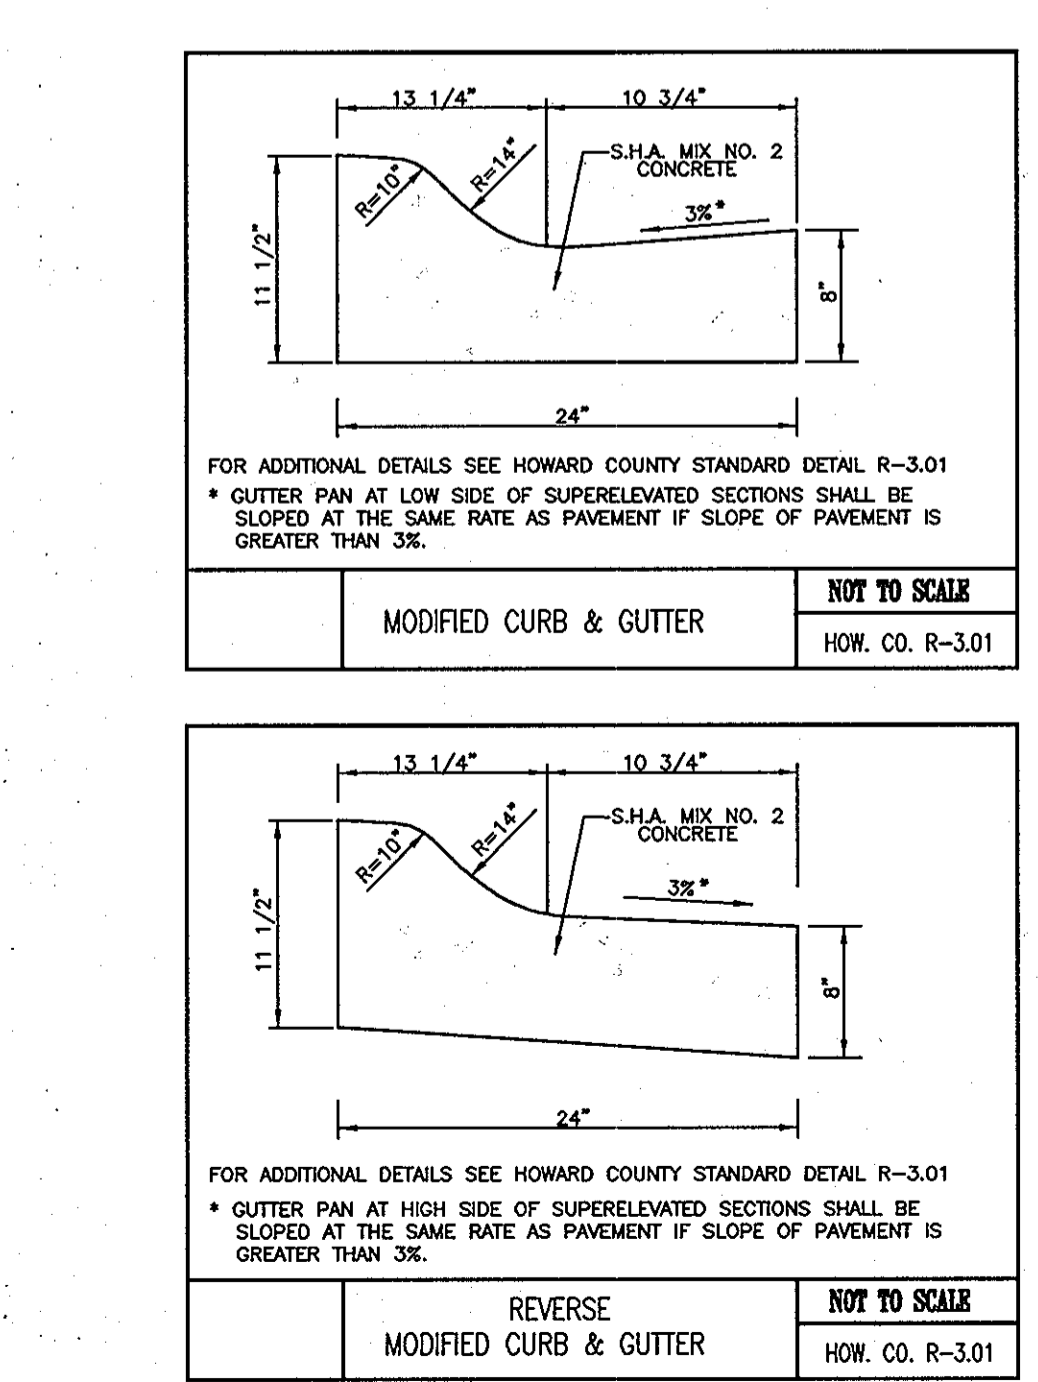 13 1/4"
10 3/4"
S.H.A. MIX NO. 2
CONCRETE
R=10"
R=14"
3%*
11 1/2"
8"
24"
FOR ADDITIONAL DETAILS SEE HOWARD COUNTY STANDARD DETAIL R-3.01
* GUTTER PAN AT LOW SIDE OF SUPERELEVATED SECTIONS SHALL BE
SLOPED AT THE SAME RATE AS PAVEMENT IF SLOPE OF PAVEMENT IS
GREATER THAN 3%.
MODIFIED CURB & GUTTER
NOT TO SCALE
HOW. CO. R-3.01
13 1/4"
10 3/4"
S.H.A. MIX NO. 2
CONCRETE
R=10"
R=14"
3%*
11 1/2"
8"
24"
FOR ADDITIONAL DETAILS SEE HOWARD COUNTY STANDARD DETAIL R-3.01
* GUTTER PAN AT HIGH SIDE OF SUPERELEVATED SECTIONS SHALL BE
SLOPED AT THE SAME RATE AS PAVEMENT IF SLOPE OF PAVEMENT IS
GREATER THAN 3%.
REVERSE
MODIFIED CURB & GUTTER
NOT TO SCALE
HOW. CO. R-3.01